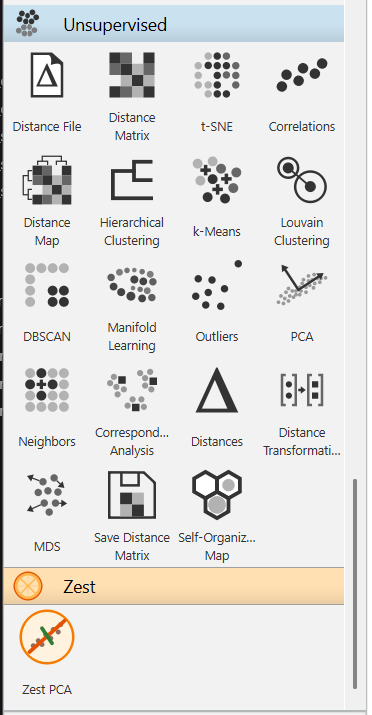 Unsupervised
Distance File
Distance
Matrix
t-SNE
Correlations
Distance
Map
Hierarchical
Clustering
k-Means
Louvain
Clustering
DBSCAN
Manifold
Learning
Outliers
PCA
Neighbors
Correspond...
Analysis
Distances
Distance
Transformati...
MDS
Save Distance
Matrix
Self-Organiz...
Map
Zest
Zest PCA